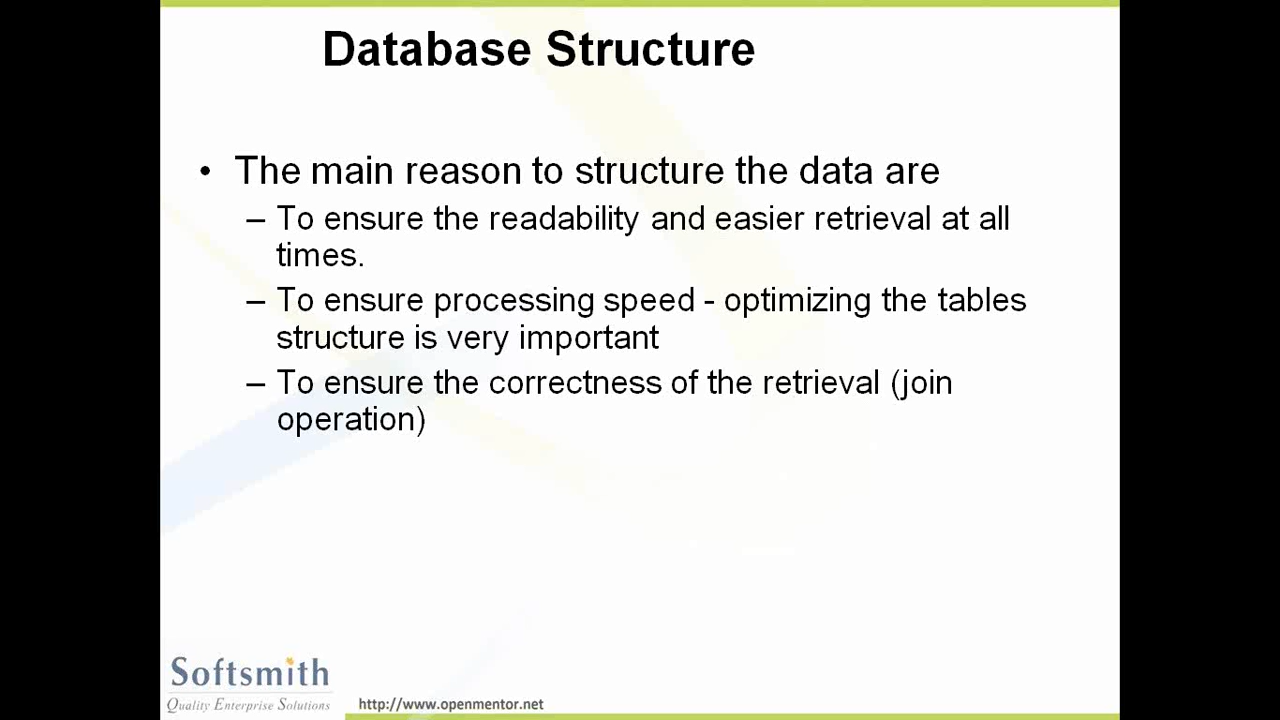 Database Structure
• The main reason to structure the data are
– To ensure the readability and easier retrieval at all
times.
– To ensure processing speed - optimizing the tables
structure is very important
– To ensure the correctness of the retrieval (join
operation)
Softsmith
Quality Enterprise Solutions
http://www.openmentor.net